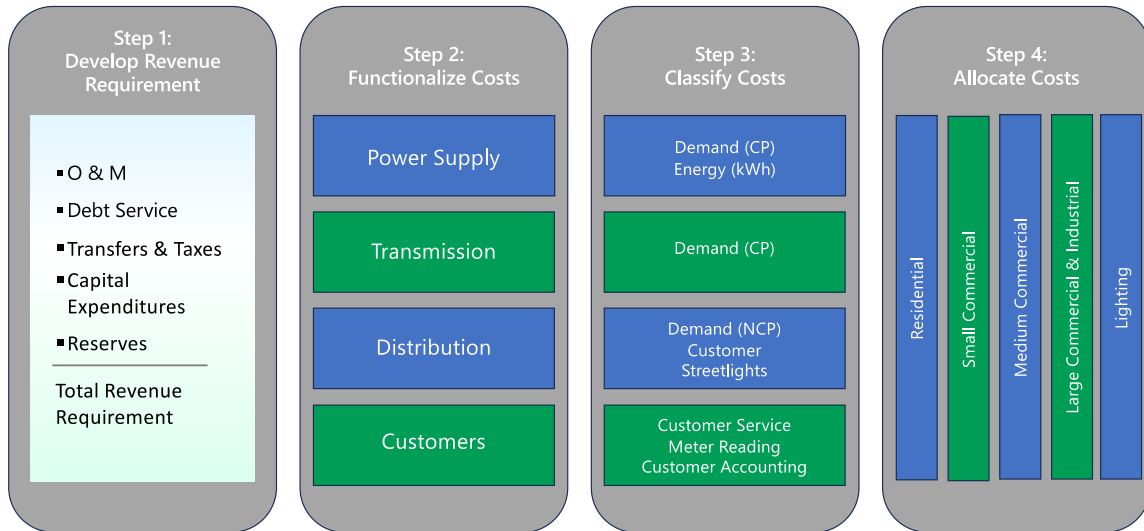 Step 1:
Develop Revenue
Requirement
▪O & M
▪Debt Service
▪Transfers & Taxes
▪Capital
Expenditures
▪Reserves
Total Revenue
Requirement
Step 2:
Functionalize Costs
Power Supply
Transmission
Distribution
Customers
Step 3:
Classify Costs
Demand (CP)
Energy (kWh)
Demand (CP)
Demand (NCP)
Customer
Streetlights
Customer Service
Meter Reading
Customer Accounting
Step 4:
Allocate Costs
Residential
Small Commercial
Medium Commercial
Large Commercial & Industrial
Lighting